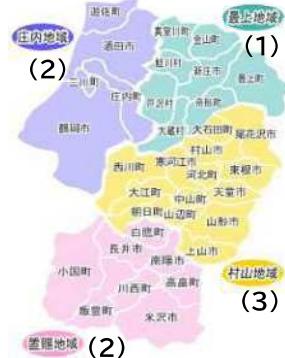 遊佐町
庄内地域
(2)
酒田市
三川町
庄内町
鶴岡市
最上地域
(1)
真室川町
金山町
鮭川村
新庄市
最上町
戸沢村
舟形町
大蔵村
大石田町
尾花沢市
村山市
西川町
寒河江市
河北町
東根市
大江町
中山町
天童市
朝日町
山辺町
山形市
上山市
村山地域
(3)
白鷹町
長井市
南陽市
小国町
川西町
高畠町
飯豊町
米沢市
置賜地域
(2)